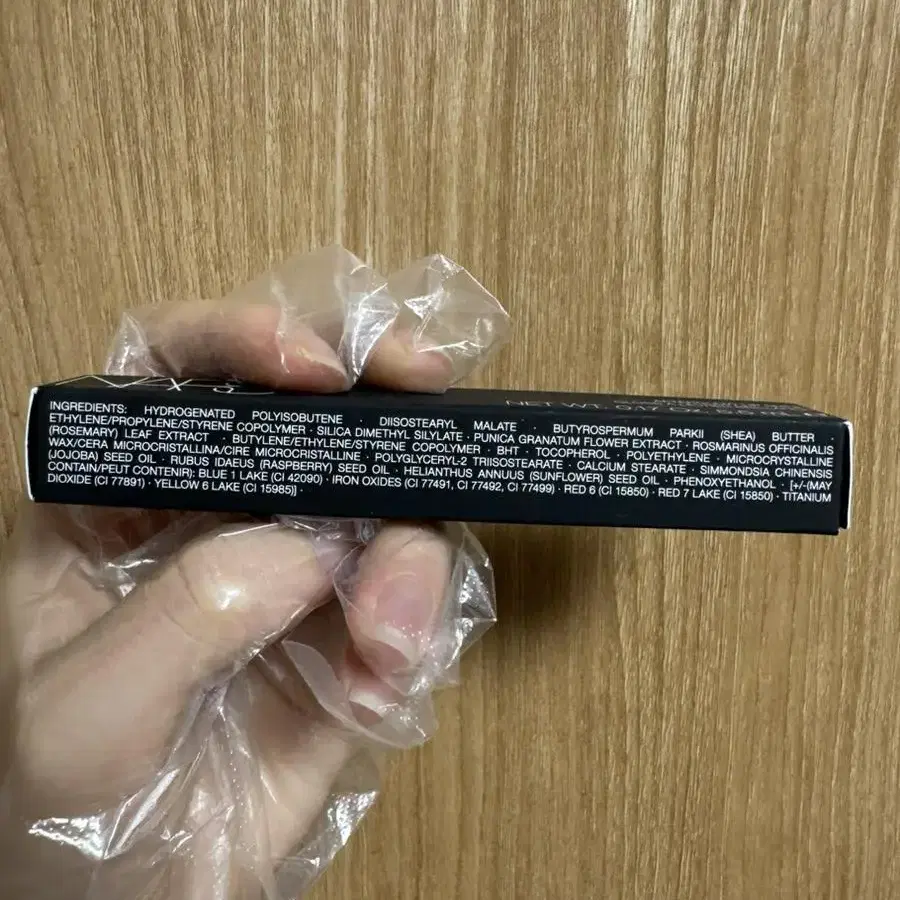 INGREDIENTS: HYDROGENATED POLYISOBUTENE · DIISOSTEARYL MALATE · BUTYROSPERMUM PARKII (SHEA) BUTTER ·
ETHYLENE/PROPYLENE/STYRENE COPOLYMER · SILICA DIMETHYL SILYLATE · PUNICA GRANATUM FLOWER EXTRACT · ROSMARINUS OFFICINALIS
(ROSEMARY) LEAF EXTRACT · BUTYLENE/ETHYLENE/STYRENE COPOLYMER · BHT · TOCOPHEROL · POLYETHYLENE · MICROCRYSTALLINE
WAX/CERA MICROCRISTALLINA/CIRE MICROCRISTALLINE · POLYGLYCERYL-2 TRIISOSTEARATE · CALCIUM STEARATE · SIMMONDSIA CHINENSIS
(JOJOBA) SEED OIL · RUBUS IDAEUS (RASPBERRY) SEED OIL · HELIANTHUS ANNUUS (SUNFLOWER) SEED OIL · PHENOXYETHANOL · [+/-(MAY
CONTAIN/PEUT CONTENIR): BLUE 1 LAKE (CI 42090) · IRON OXIDES (CI 77491, CI 77492, CI 77499) · RED 6 (CI 15850) · RED 7 LAKE (CI 15850) · TITANIUM
DIOXIDE (CI 77891) · YELLOW 6 LAKE (CI 15985)] ·